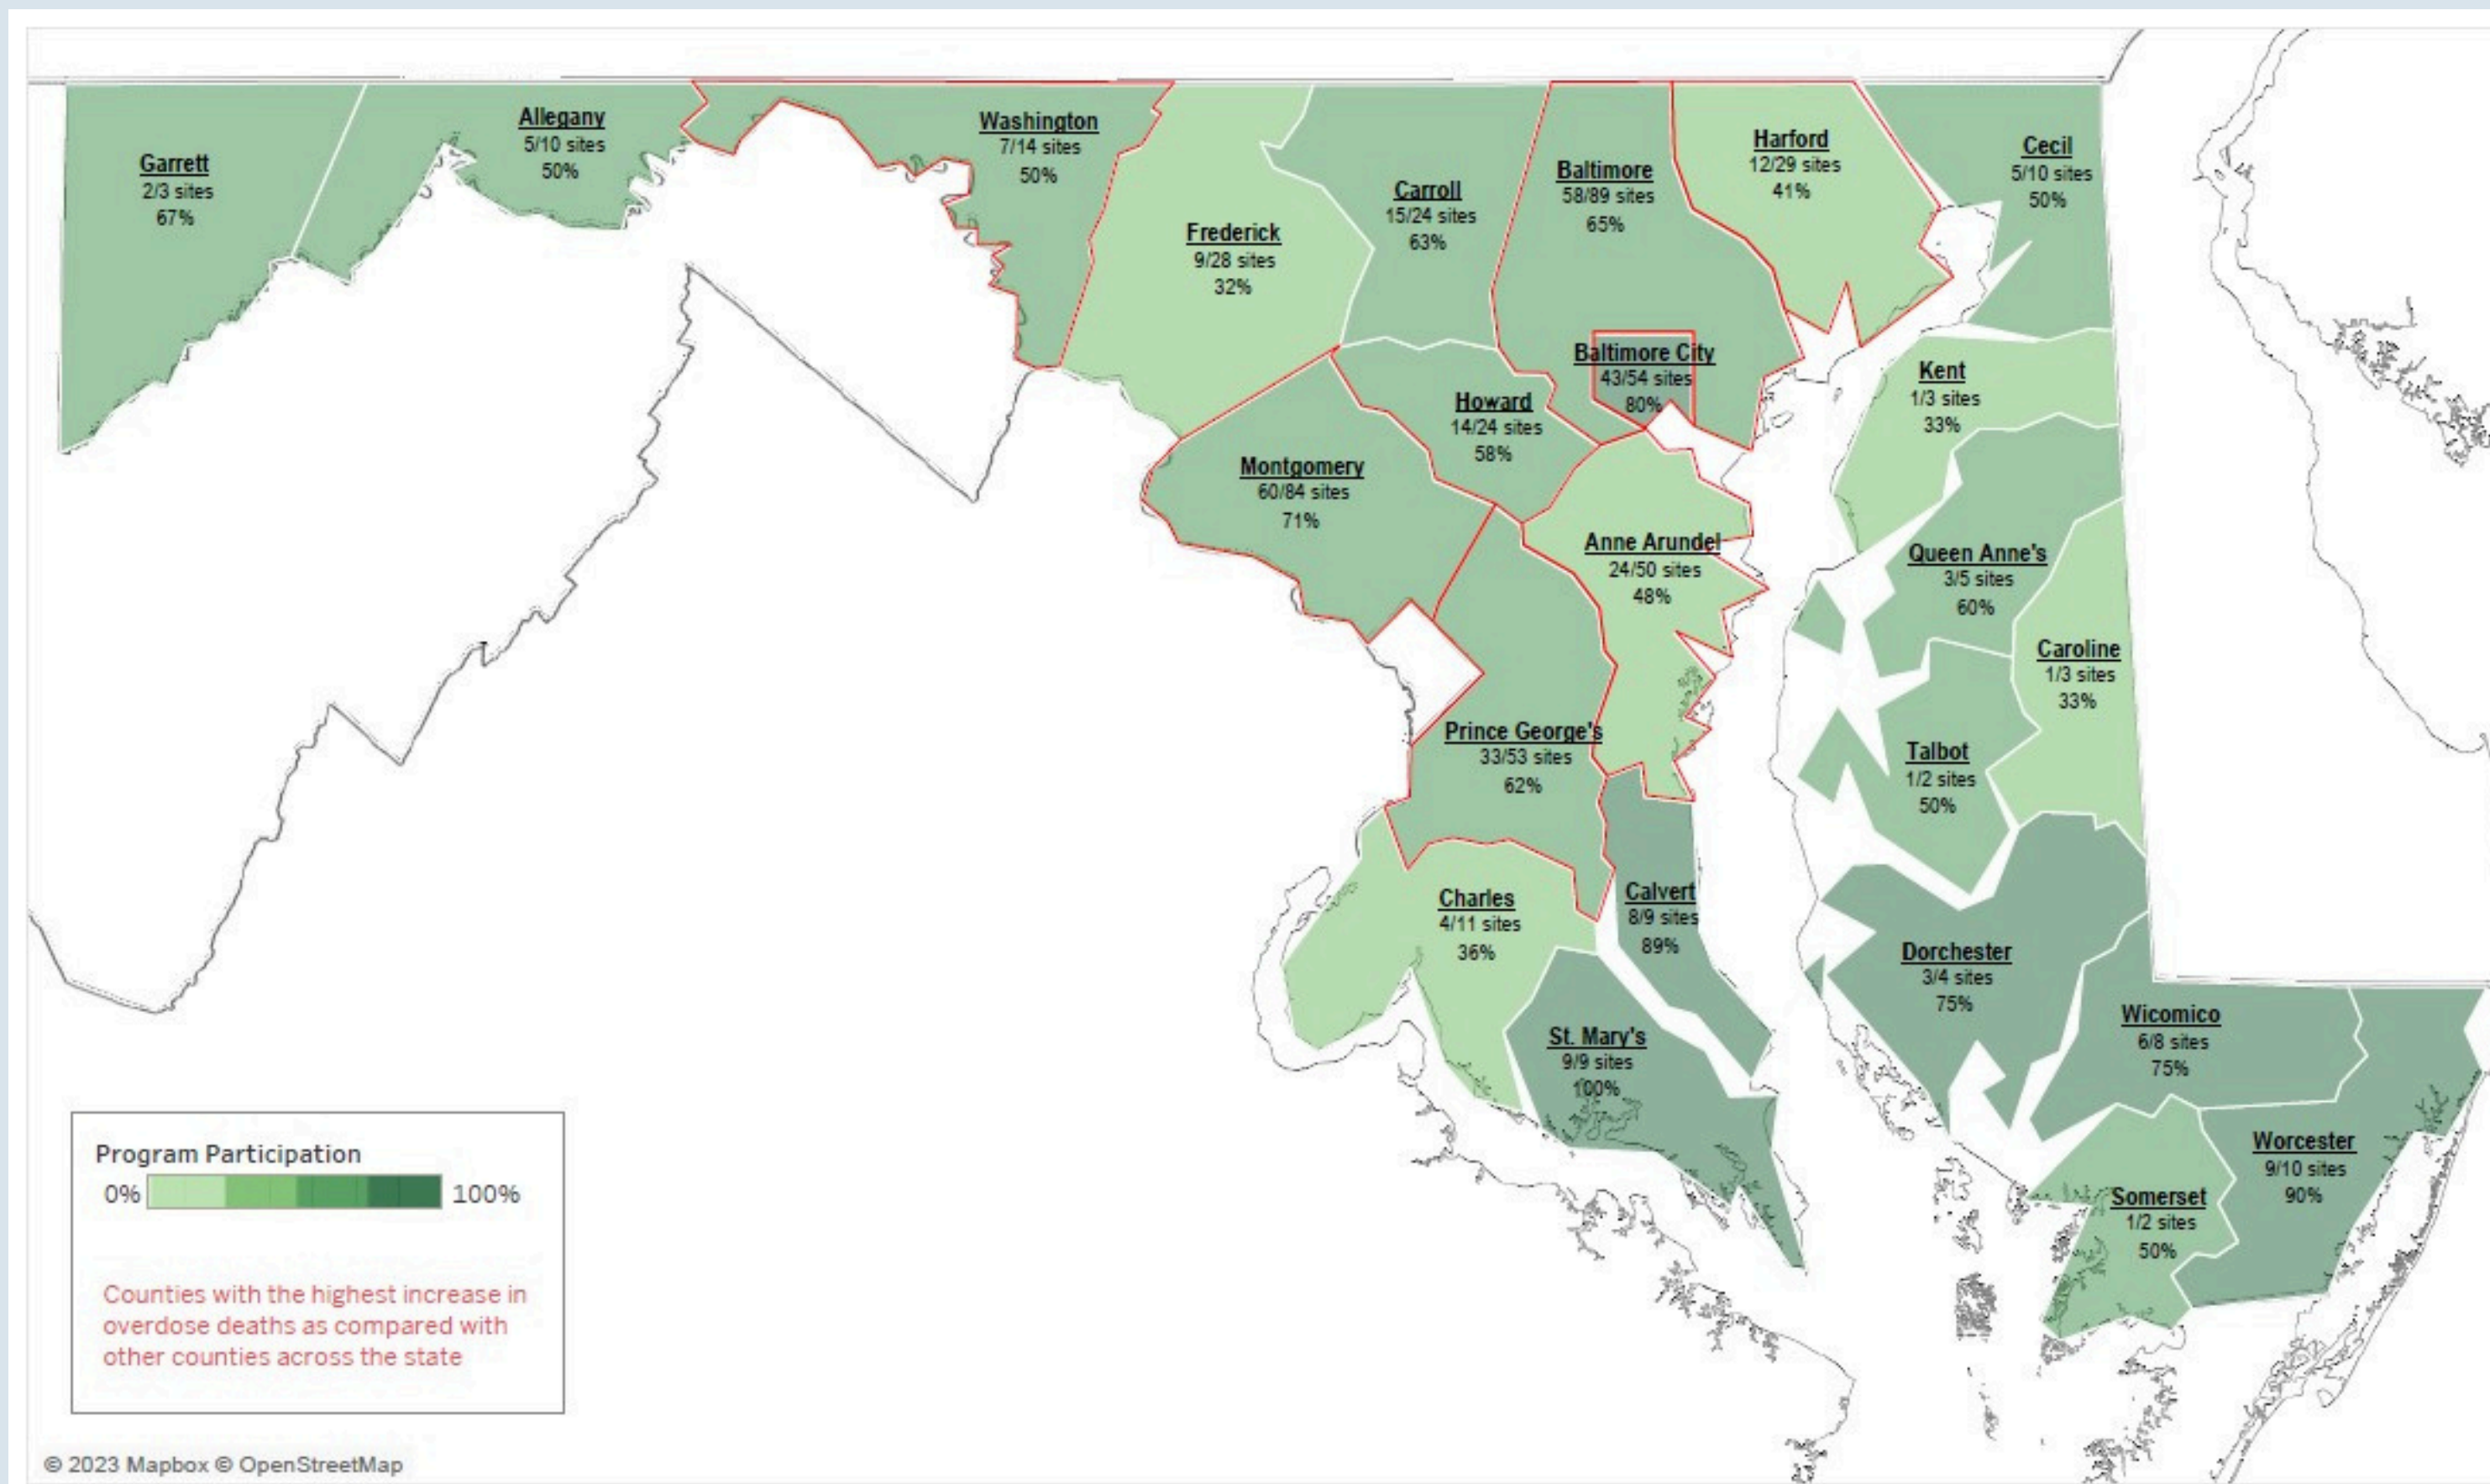 Garrett
2/3 sites
67%
Allegany
5/10 sites
50%
Washington
7/14 sites
50%
Frederick
9/28 sites
32%
Carroll
15/24 sites
63%
Baltimore
58/89 sites
65%
Harford
12/29 sites
41%
Cecil
5/10 sites
50%
Baltimore City
43/54 sites
80%
Kent
1/3 sites
33%
Howard
14/24 sites
58%
Montgomery
60/84 sites
71%
Anne Arundel
24/50 sites
48%
Queen Anne's
3/5 sites
60%
Caroline
1/3 sites
33%
Prince George's
33/53 sites
62%
Talbot
1/2 sites
50%
Charles
4/11 sites
36%
Calvert
8/9 sites
89%
Dorchester
3/4 sites
75%
St. Mary's
9/9 sites
100%
Wicomico
6/8 sites
75%
Worcester
9/10 sites
90%
Somerset
1/2 sites
50%
Program Participation
0% 100%
Counties with the highest increase in
overdose deaths as compared with
other counties across the state
© 2023 Mapbox © OpenStreetMap